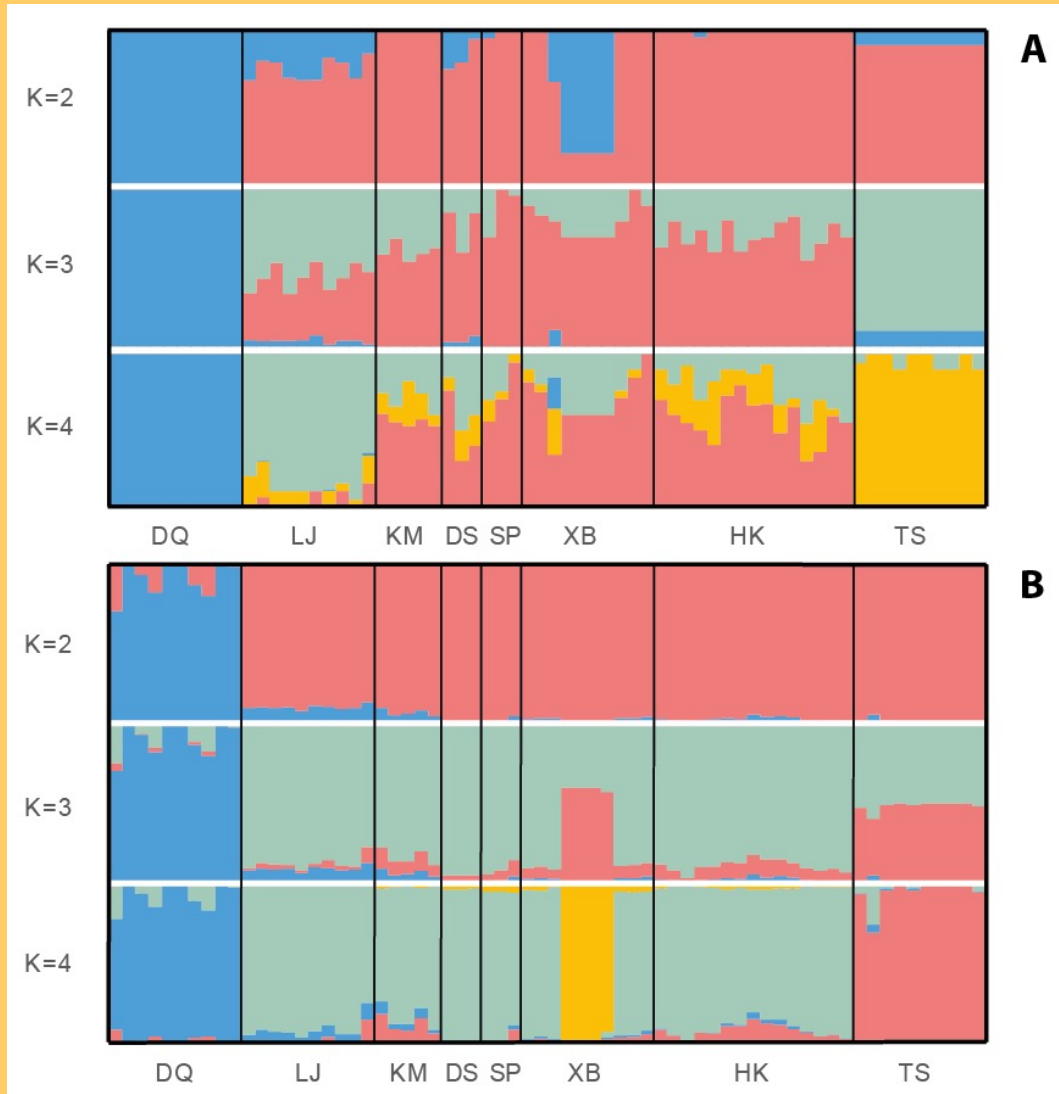 A
K=2
K=3
K=4
DQ LJ KM DS SP XB HK TS
B
K=2
K=3
K=4
DQ LJ KM DS SP XB HK TS